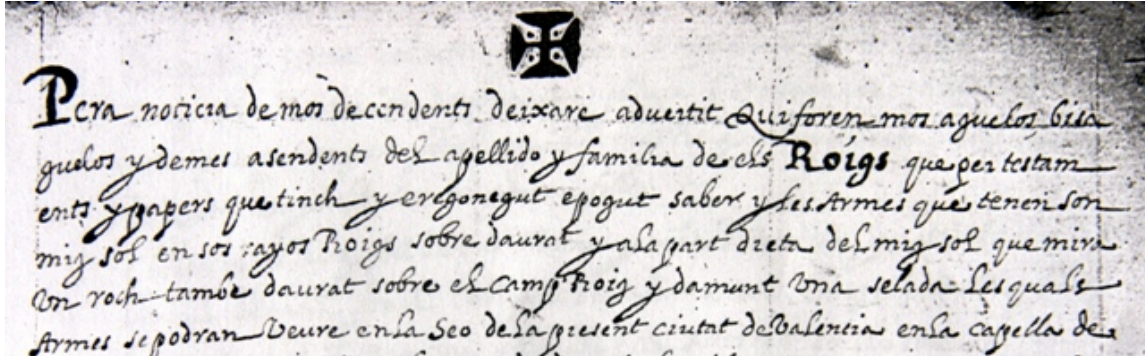 Pera noticia de mos decendents deixare advertit Qui foren mos aguelos, bisa
guelos y demes asendents del apellido y familia de els Roigs que per testam
ents y papers que tinch y eregonegut epogut saber y les Armes que tenen son
mig sol en sos rayos Roigs sobre daurat y ala part dreta del mig sol que mira
Un roch tambe daurat sobre el camp Roig y damunt Una selada Les quals
Armes se podran Veure en la Seo de la present ciutat de Valencia en la capella de